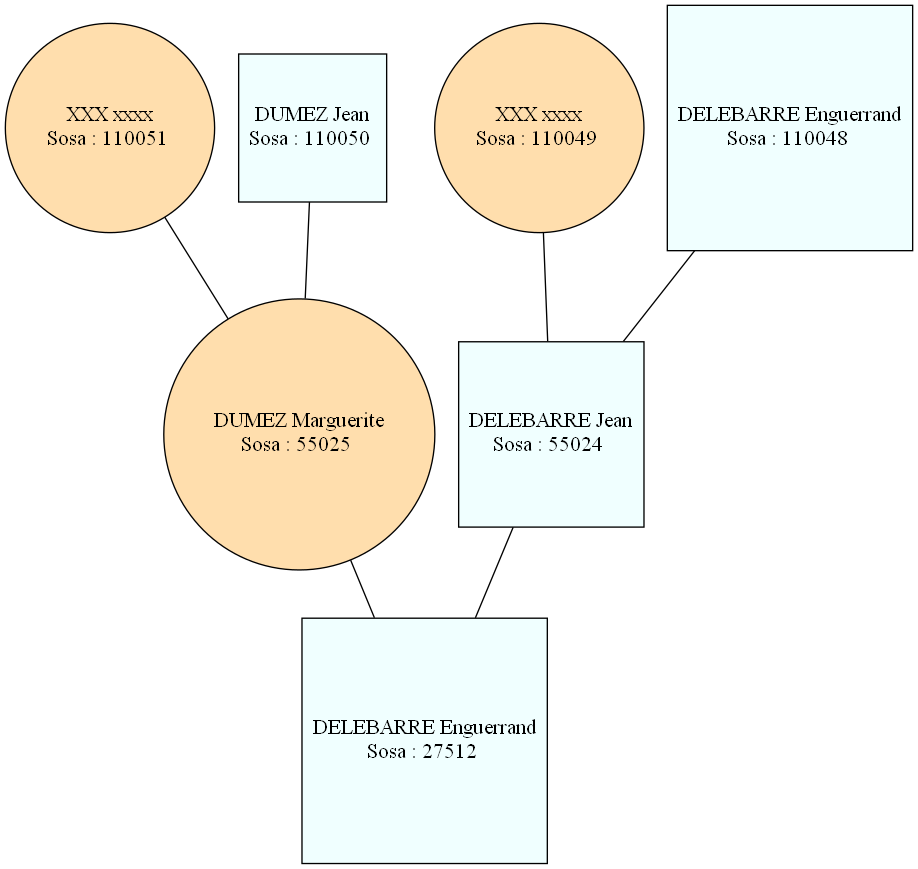 XXX xxxx
Sosa : 110051
DUMEZ Jean
Sosa : 110050
XXX xxxx
Sosa : 110049
DELEBARRE Enguerrand
Sosa : 110048
DUMEZ Marguerite
Sosa : 55025
DELEBARRE Jean
Sosa : 55024
DELEBARRE Enguerrand
Sosa : 27512